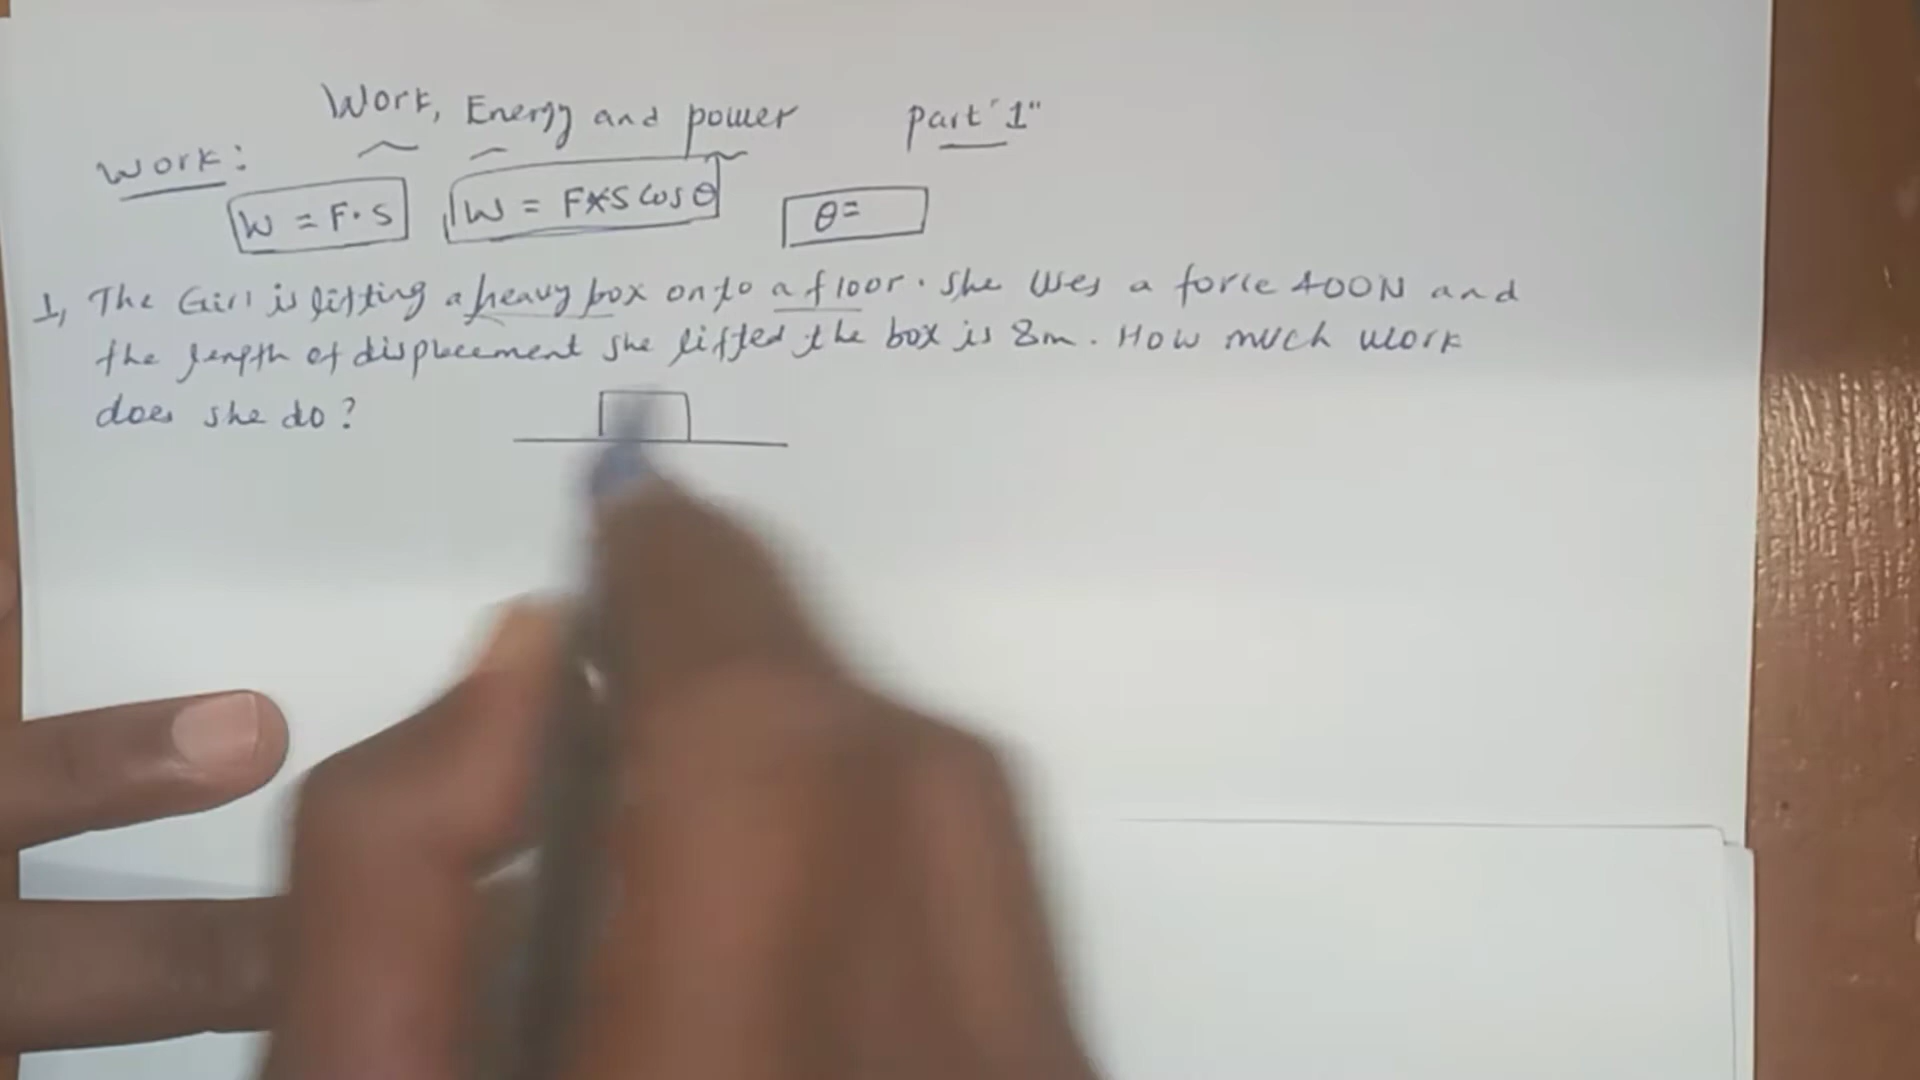 Work, Energy and power Part "1"
Work:
W = F·S W = F×S Cos θ θ=
1, The Girl is lifting a heavy box onto a floor. She Uses a force 400N and
the length of displacement she lifted the box is 8m. How much work
does she do?